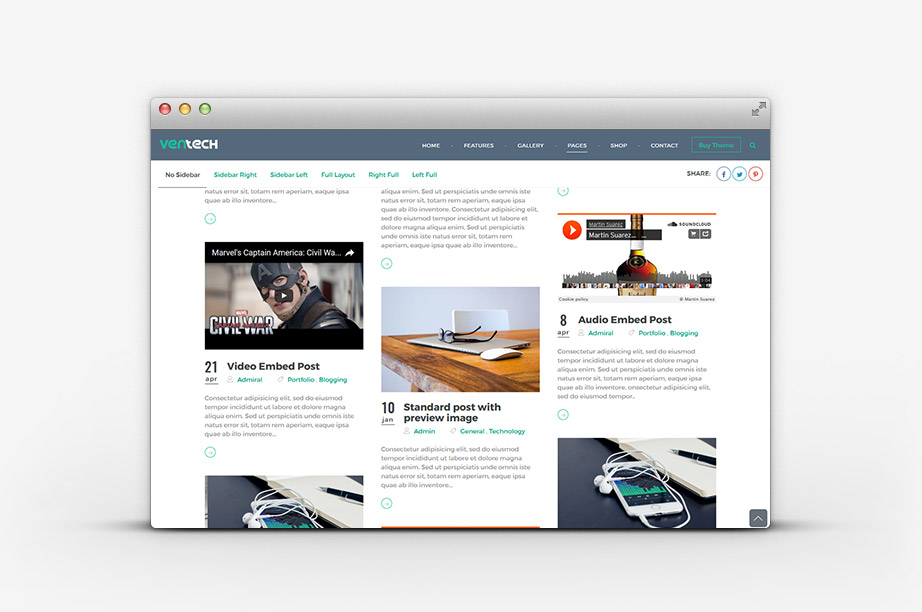 ventech
HOME
FEATURES
GALLERY
PAGES
SHOP
CONTACT
Buy Theme
No Sidebar
Sidebar Right
Sidebar Left
Full Layout
Right Full
Left Full
SHARE:
natus error sit, totam rem aperiam, eaque ipsa
quae ab illo inventore...
Marvel's Captain America: Civil Wa...
MARVEL
CIVIL WAR
21
apr
Video Embed Post
Admiral
Portfolio . Blogging
Consectetur adipisicing elit, sed do eiusmod
tempor incididunt ut labore et dolore magna
aliqua enim. Sed ut perspiciatis unde omnis iste
natus error sit, totam rem aperiam, eaque ipsa
quae ab illo inventore...
aliqua enim. Sed ut perspiciatis unde omnis iste
natus error sit, totam rem aperiam, eaque ipsa
quae ab illo inventore. Consectetur adipisicing
elit, sed do eiusmod tempor incididunt ut labore et
dolore magna aliqua enim. Sed ut perspiciatis
unde omnis iste natus error sit, totam rem
aperiam, eaque ipsa quae ab illo inventore...
10
jan
Standard post with
preview image
Admin
General . Technology
Consectetur adipisicing elit, sed do eiusmod
tempor incididunt ut labore et dolore magna
aliqua enim. Sed ut perspiciatis unde omnis iste
natus error sit, totam rem aperiam, eaque ipsa
quae ab illo inventore...
Martin Suarez
Martin Suarez
SOUNDCLOUD
Cookie policy
Martin Suarez
8
apr
Audio Embed Post
Admiral
Portfolio . Blogging
Consectetur adipisicing elit, sed do eiusmod
tempor incididunt ut labore et dolore magna
aliqua enim. Sed ut perspiciatis unde omnis iste
natus error sit, totam rem aperiam, eaque ipsa
quae ab illo inventore. onsectetur adipisicing elit,
sed do eiusmod tempor..